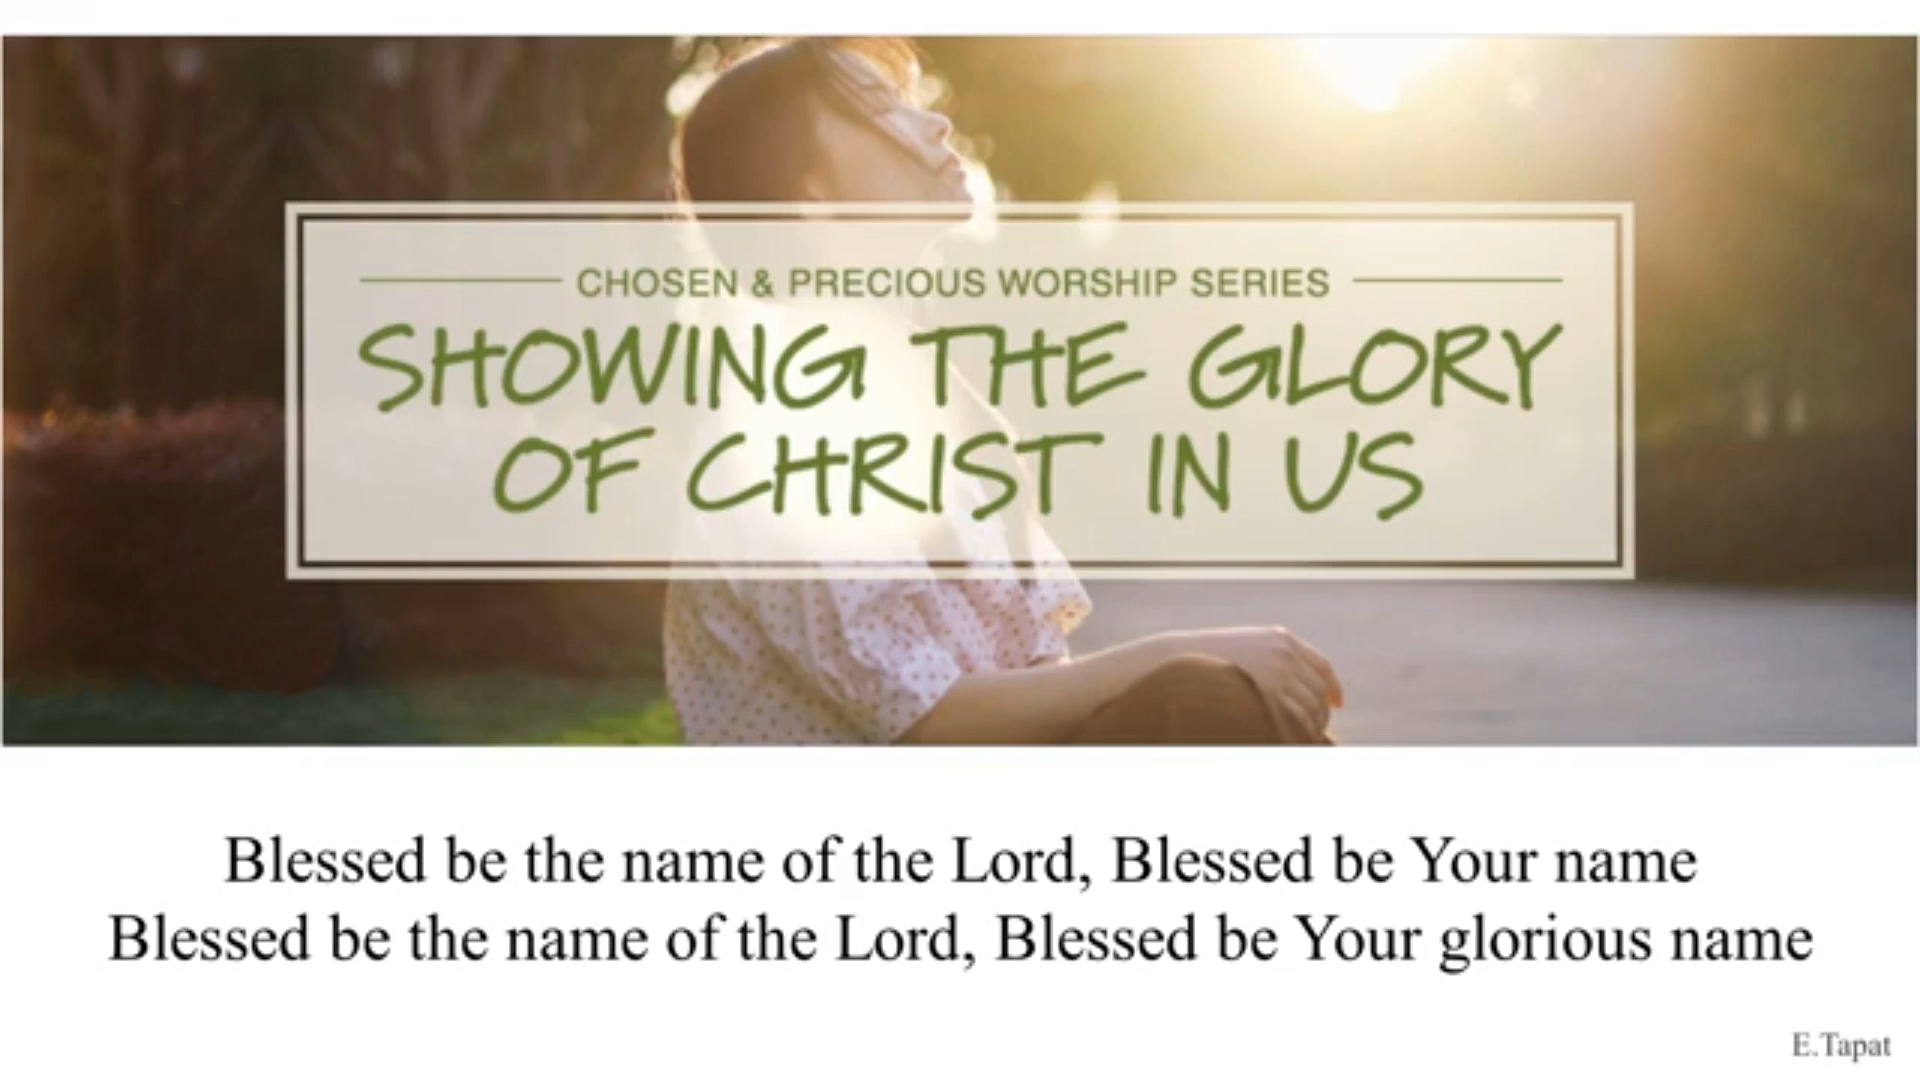 CHOSEN & PRECIOUS WORSHIP SERIES
SHOWING THE GLORY
OF CHRIST IN US
Blessed be the name of the Lord, Blessed be Your name
Blessed be the name of the Lord, Blessed be Your glorious name
E.Tapat